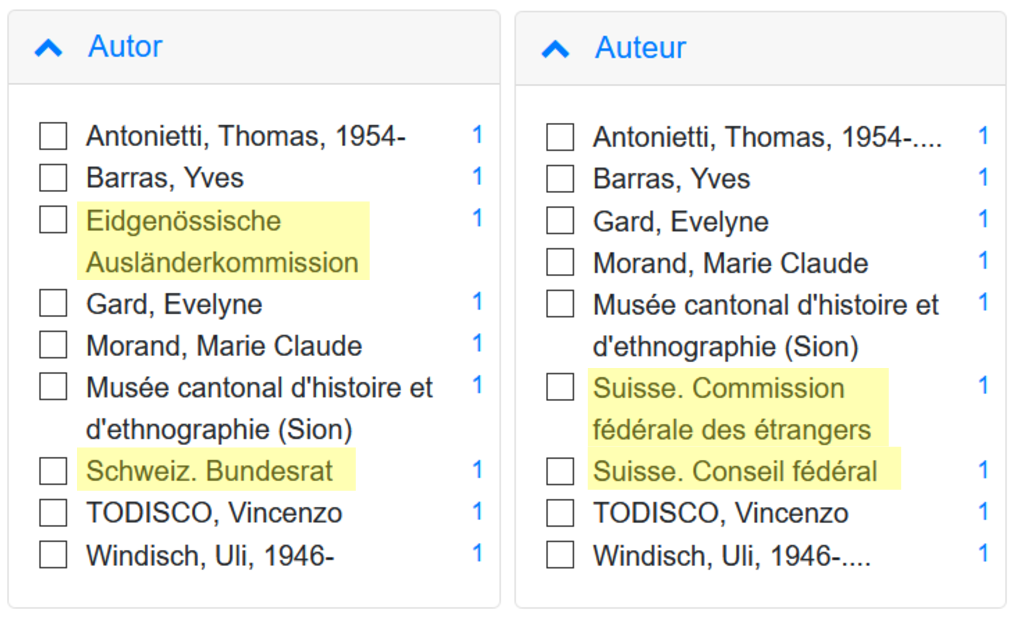 Autor
Antonietti, Thomas, 1954- 1
Barras, Yves 1
Eidgenössische 1
Ausländerkommission
Gard, Evelyne 1
Morand, Marie Claude 1
Musée cantonal d'histoire et 1
d'ethnographie (Sion)
Schweiz. Bundesrat 1
TODISCO, Vincenzo 1
Windisch, Uli, 1946- 1
Auteur
Antonietti, Thomas, 1954-.... 1
Barras, Yves 1
Gard, Evelyne 1
Morand, Marie Claude 1
Musée cantonal d'histoire et 1
d'ethnographie (Sion)
Suisse. Commission 1
fédérale des étrangers
Suisse. Conseil fédéral 1
TODISCO, Vincenzo 1
Windisch, Uli, 1946-.... 1